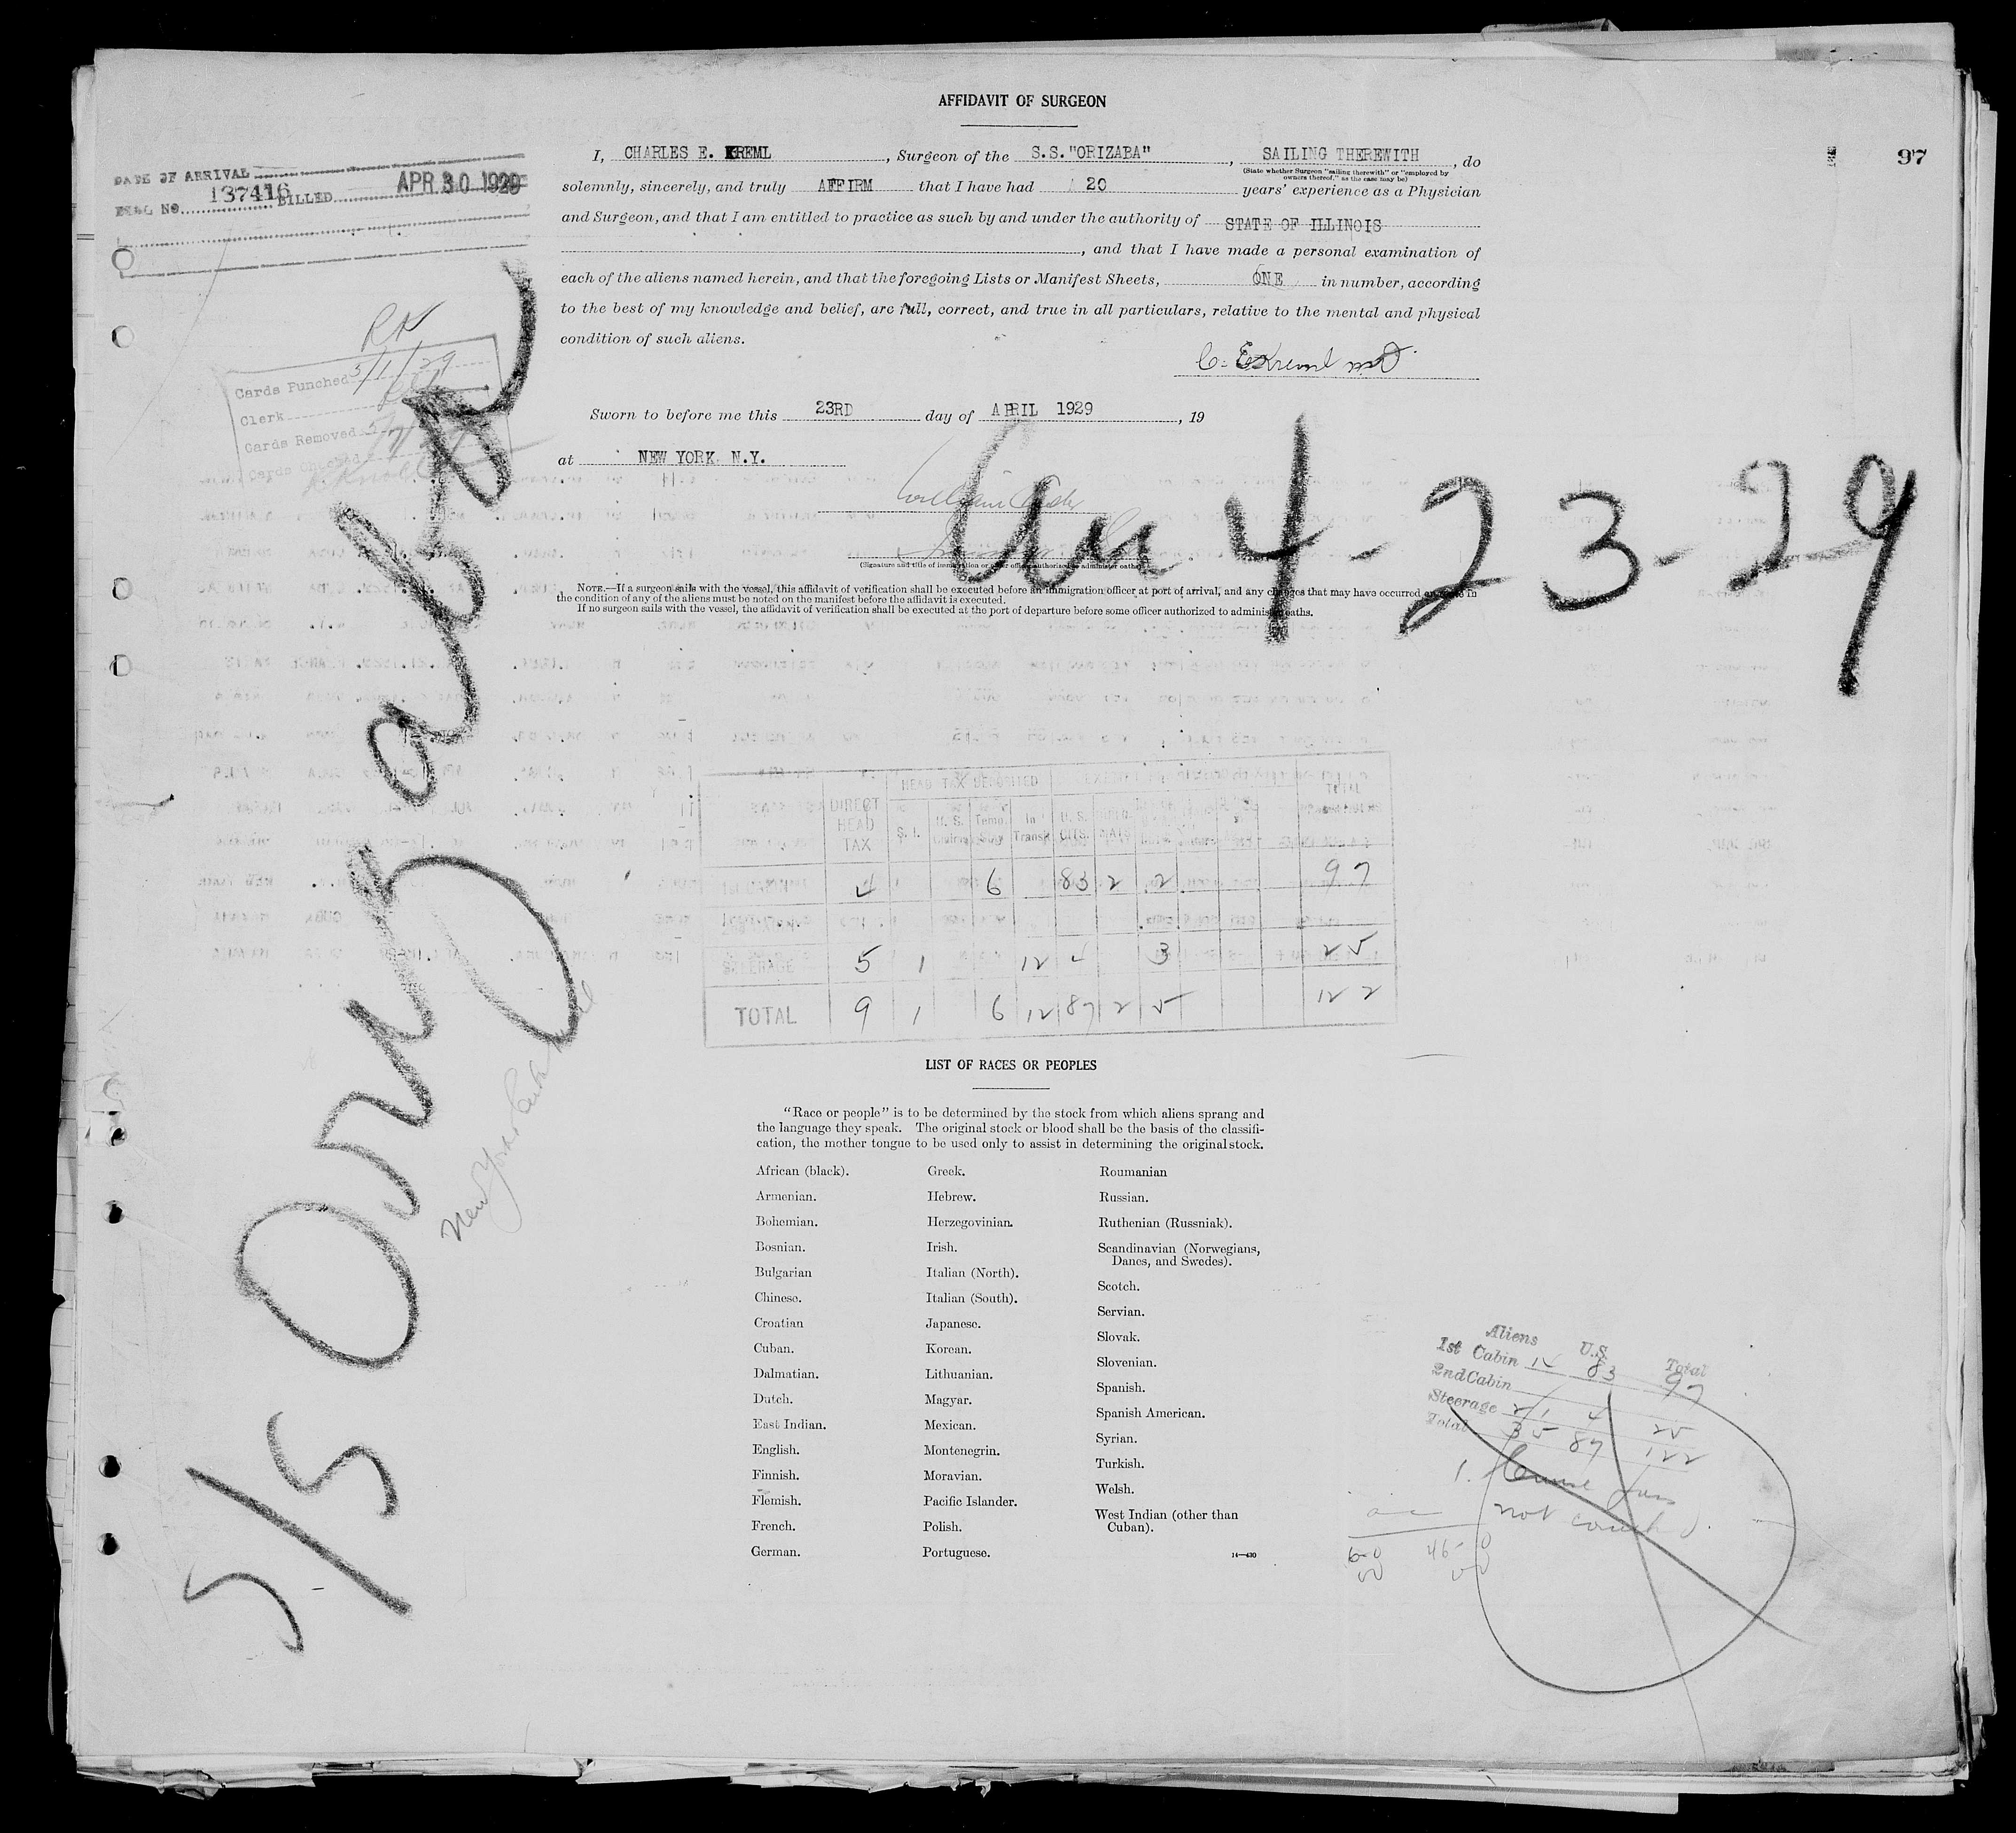 AFFIDAVIT OF SURGEON
97
DATE OF ARRIVAL
137416 BILLED APR 30 1929
I, CHARLES E. KREML, Surgeon of the S.S."ORIZABA", SAILING THEREWITH, do
(State whether Surgeon "sailing therewith" or "employed by
owners thereof," as the case may be)
solemnly, sincerely, and truly AFFIRM that I have had 20 years' experience as a Physician
and Surgeon, and that I am entitled to practice as such by and under the authority of STATE OF ILLINOIS
, and that I have made a personal examination of
each of the aliens named herein, and that the foregoing Lists or Manifest Sheets, ONE in number, according
to the best of my knowledge and belief, are full, correct, and true in all particulars, relative to the mental and physical
condition of such aliens.
C. E. Kreml MD
RK
Cards Punched 5/1/29
Clerk
Cards Removed
Sworn to before me this 23RD day of APRIL 1929, 19
at NEW YORK N.Y.
4-23-29
(Signature and title of immigration or other officer authorized to administer oaths)
NOTE.—If a surgeon sails with the vessel, this affidavit of verification shall be executed before an immigration officer at port of arrival, and any changes that may have occurred en route in
the condition of any of the aliens must be noted on the manifest before the affidavit is executed.
If no surgeon sails with the vessel, the affidavit of verification shall be executed at the port of departure before some officer authorized to administer oaths.
S/S Orizaba
HEAD TAX DEPOSITED
DIRECT HEAD TAX S. I. U. S. Temp. Stay In Transit U. S. CITS. TOTAL
4 6 83 2 2 97
STEERAGE 5 1 12 4 3 25
TOTAL 9 1 6 12 87 2 5 122
LIST OF RACES OR PEOPLES
"Race or people" is to be determined by the stock from which aliens sprang and
the language they speak. The original stock or blood shall be the basis of the classifi-
cation, the mother tongue to be used only to assist in determining the original stock.
African (black).
Armenian.
Bohemian.
Bosnian.
Bulgarian
Chinese.
Croatian
Cuban.
Dalmatian.
Dutch.
East Indian.
English.
Finnish.
Flemish.
French.
German.
Greek.
Hebrew.
Herzegovinian.
Irish.
Italian (North).
Italian (South).
Japanese.
Korean.
Lithuanian.
Magyar.
Mexican.
Montenegrin.
Moravian.
Pacific Islander.
Polish.
Portuguese.
Roumanian
Russian.
Ruthenian (Russniak).
Scandinavian (Norwegians,
Danes, and Swedes).
Scotch.
Servian.
Slovak.
Slovenian.
Spanish.
Spanish American.
Syrian.
Turkish.
Welsh.
West Indian (other than
Cuban).
14—430
Aliens U.S. Total
1st Cabin 14 83 97
2nd Cabin
Steerage 21 4 25
Total 35 87 122